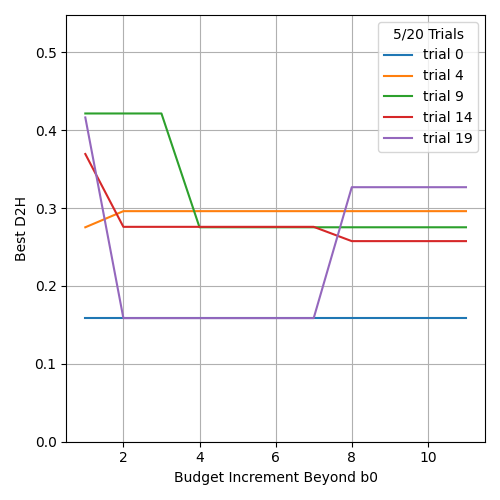 5/20 Trials
trial 0
trial 4
trial 9
trial 14
trial 19
0.5
0.4
0.3
0.2
0.1
0.0
Best D2H
2 4 6 8 10
Budget Increment Beyond b0